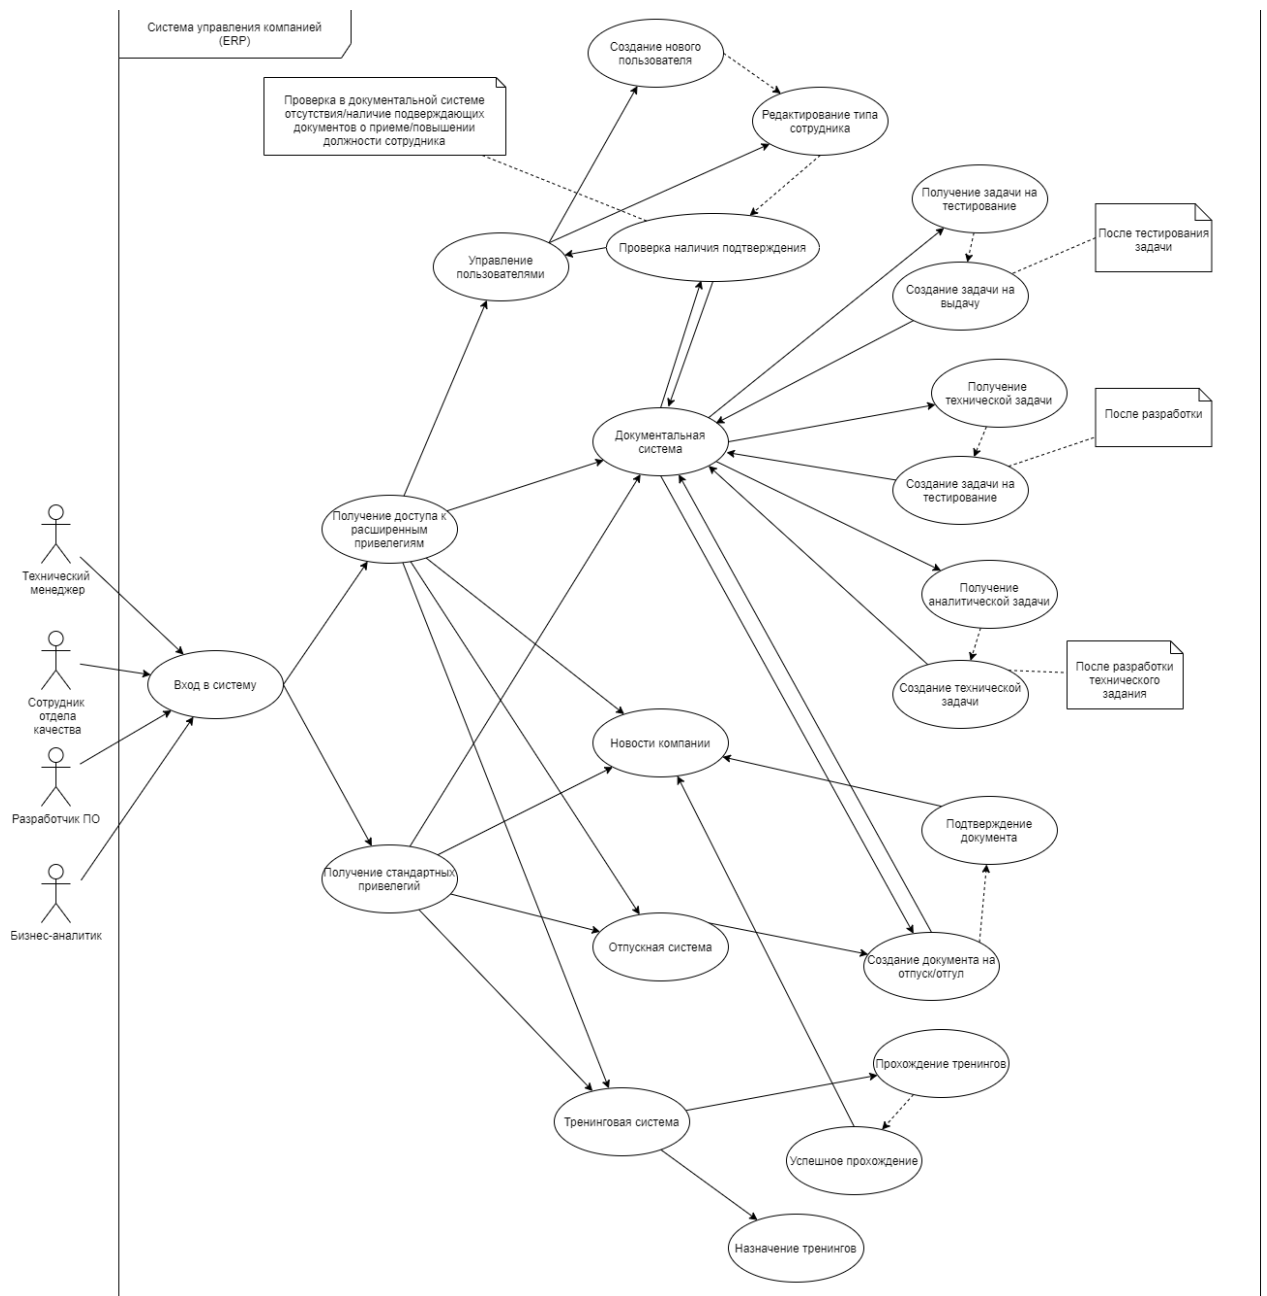 Система управления компанией
(ERP)
Создание нового
пользователя
Проверка в документальной системе
отсутствия/наличие подверждающих
документов о приеме/повышении
должности сотрудника
Редактирование типа
сотрудника
Получение задачи на
тестирование
После тестирования
задачи
Управление
пользователями
Проверка наличия подтверждения
Создание задачи на
выдачу
Получение
технической задачи
После разработки
Документальная
система
Создание задачи на
тестирование
Получение доступа к
расширенным
привелегиям
Технический
менеджер
Получение
аналитической задачи
Вход в систему
Сотрудник
отдела
качества
Создание технической
задачи
После разработки
технического
задания
Новости компании
Разработчик ПО
Подтверждение
документа
Получение стандартных
привелегий
Бизнес-аналитик
Отпускная система
Создание документа на
отпуск/отгул
Прохождение тренингов
Тренинговая система
Успешное прохождение
Назначение тренингов